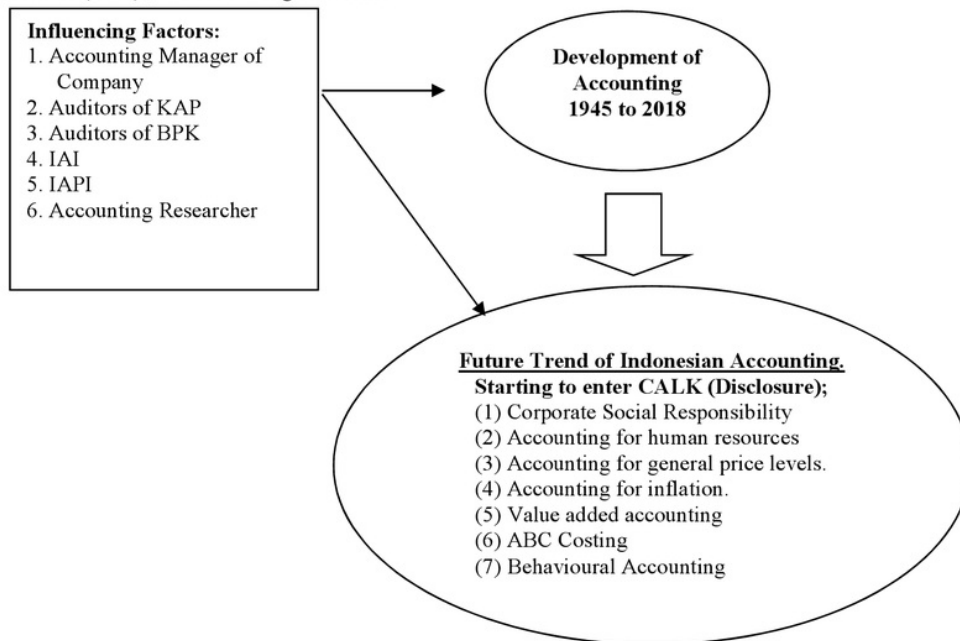 Influencing Factors:
1. Accounting Manager of
Company
2. Auditors of KAP
3. Auditors of BPK
4. IAI
5. IAPI
6. Accounting Researcher
Development of
Accounting
1945 to 2018
Future Trend of Indonesian Accounting.
Starting to enter CALK (Disclosure);
(1) Corporate Social Responsibility
(2) Accounting for human resources
(3) Accounting for general price levels.
(4) Accounting for inflation.
(5) Value added accounting
(6) ABC Costing
(7) Behavioural Accounting